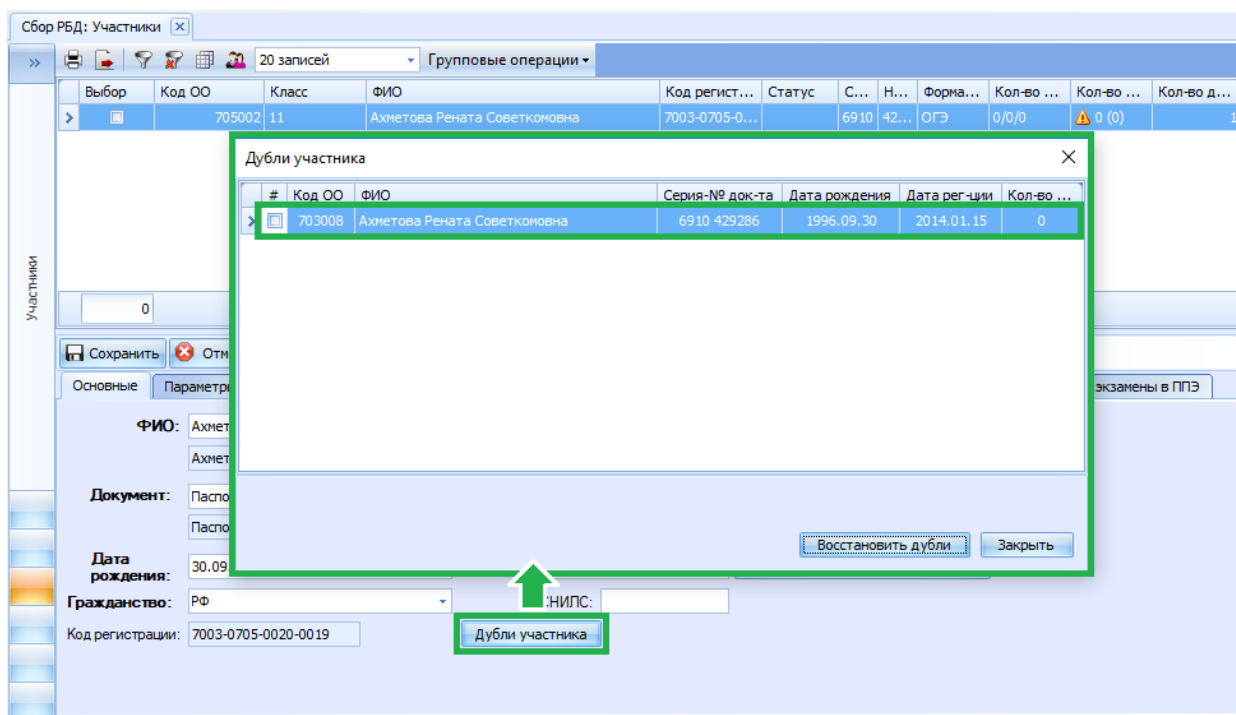 Сбор РБД: Участники
20 записей Групповые операции
Выбор Код ОО Класс ФИО Код регист... Статус С... Н... Форма... Кол-во ... Кол-во ... Кол-во д...
705002 11 Ахметова Рената Советкомовна 7003-0705-0... 6910 42... ОГЭ 0/0/0 0 (0) 1
Дубли участника
# Код ОО ФИО Серия-№ док-та Дата рождения Дата рег-ции Кол-во ...
703008 Ахметова Рената Советкомовна 6910 429286 1996.09.30 2014.01.15 0
Участники
0
Сохранить Отм
Основные Параметры экзамены в ППЭ
ФИО: Ахмет
Ахмет
Документ: Паспо
Паспо
Восстановить дубли Закрыть
Дата рождения: 30.09
Гражданство: РФ СНИЛС:
Код регистрации: 7003-0705-0020-0019 Дубли участника